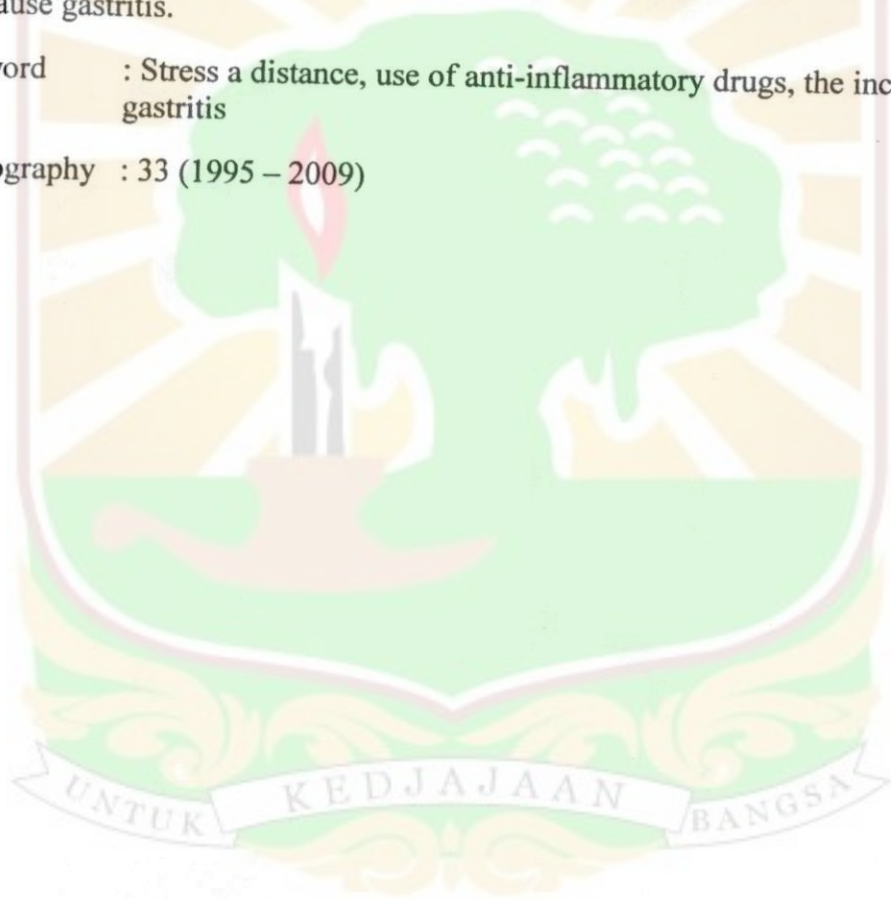 ause gastritis.
ord : Stress a distance, use of anti-inflammatory drugs, the inc
gastritis
ography : 33 (1995 – 2009)
UNTUK KEDJAJAAN BANGSA